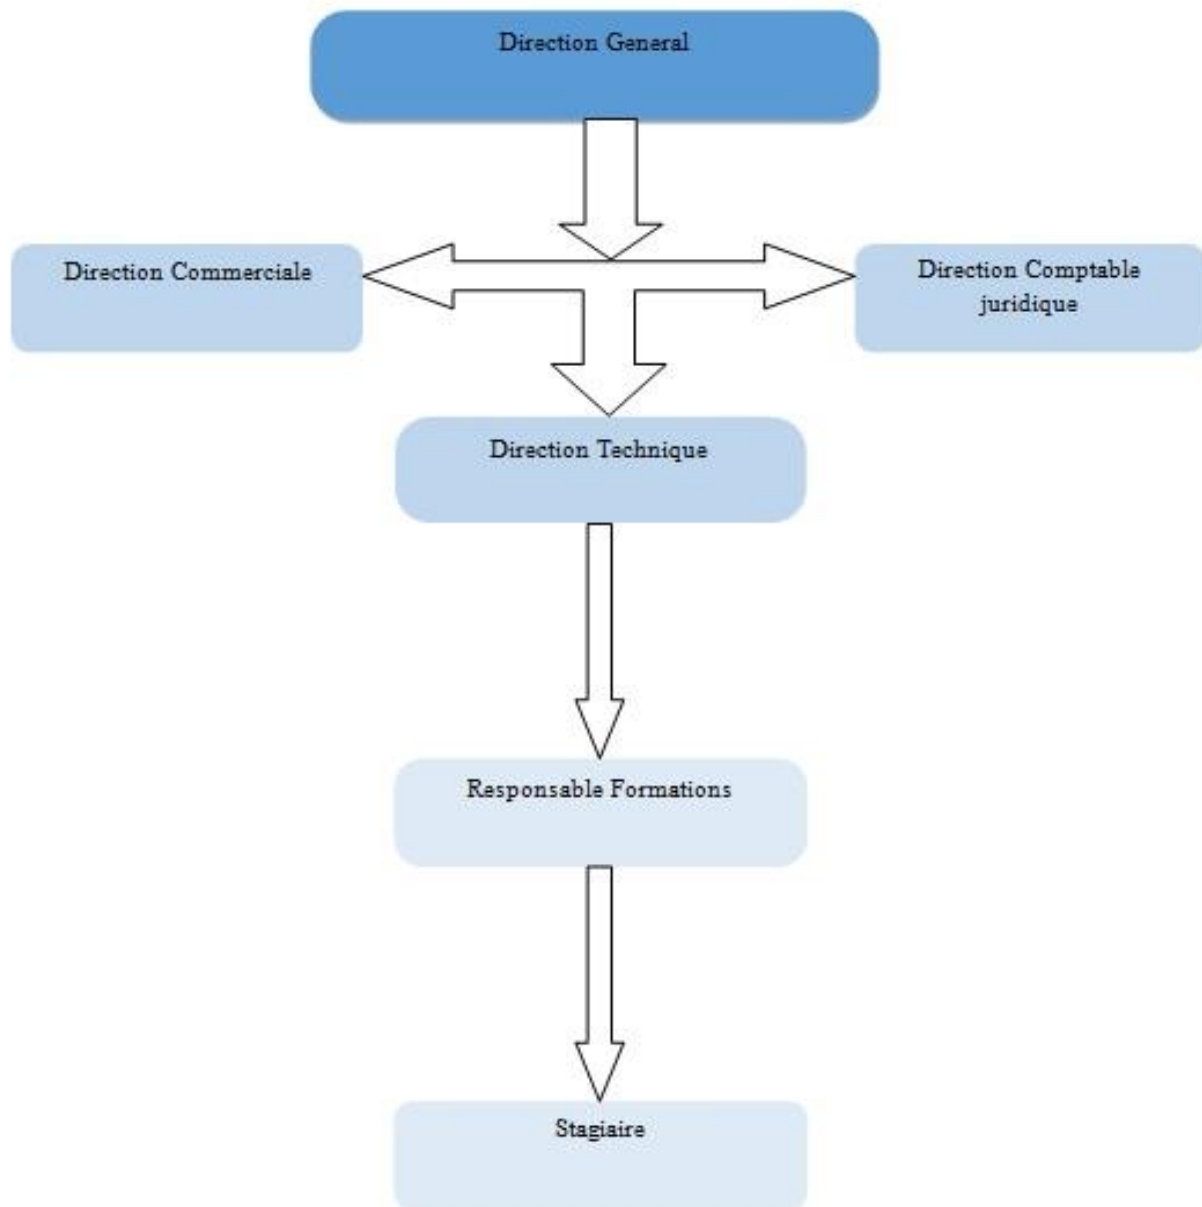 Direction General
Direction Commerciale
Direction Comptable
juridique
Direction Technique
Responsable Formations
Stagiaire